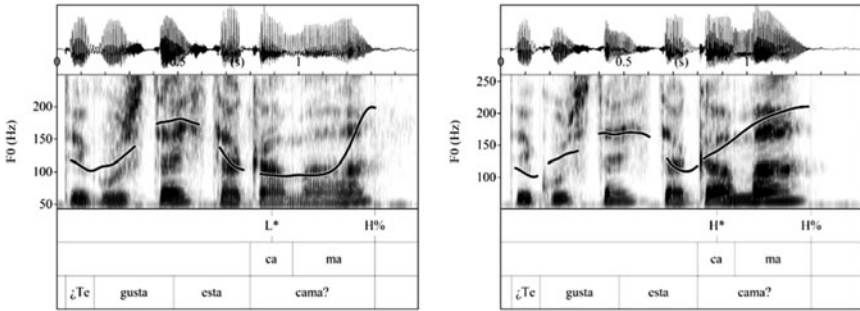 0 0.5 (s) 1
F0 (Hz)
200
150
100
50
L* H%
ca ma
¿Te gusta esta cama?
0 0.5 (s) 1
F0 (Hz)
250
200
150
100
H* H%
ca ma
¿Te gusta esta cama?